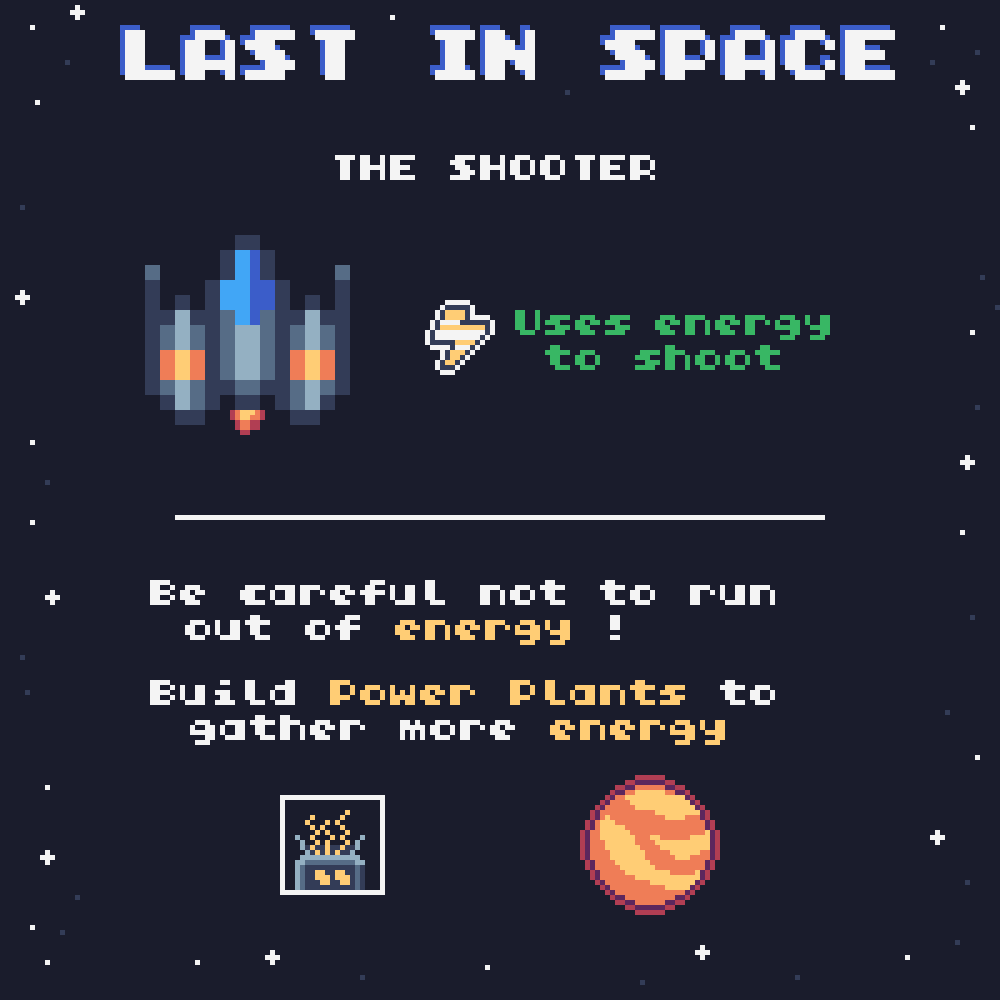 LAST IN SPACE
THE SHOOTER
Uses energy
to shoot
Be careful not to run
out of energy !
Build Power Plants to
gather more energy